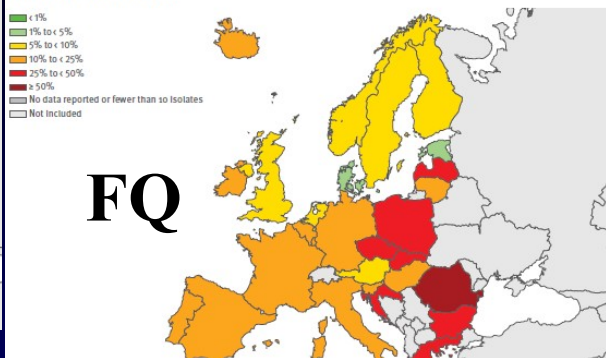 < 1%
1% to < 5%
5% to < 10%
10% to < 25%
25% to < 50%
≥ 50%
No data reported or fewer than 10 isolates
Not included
FQ